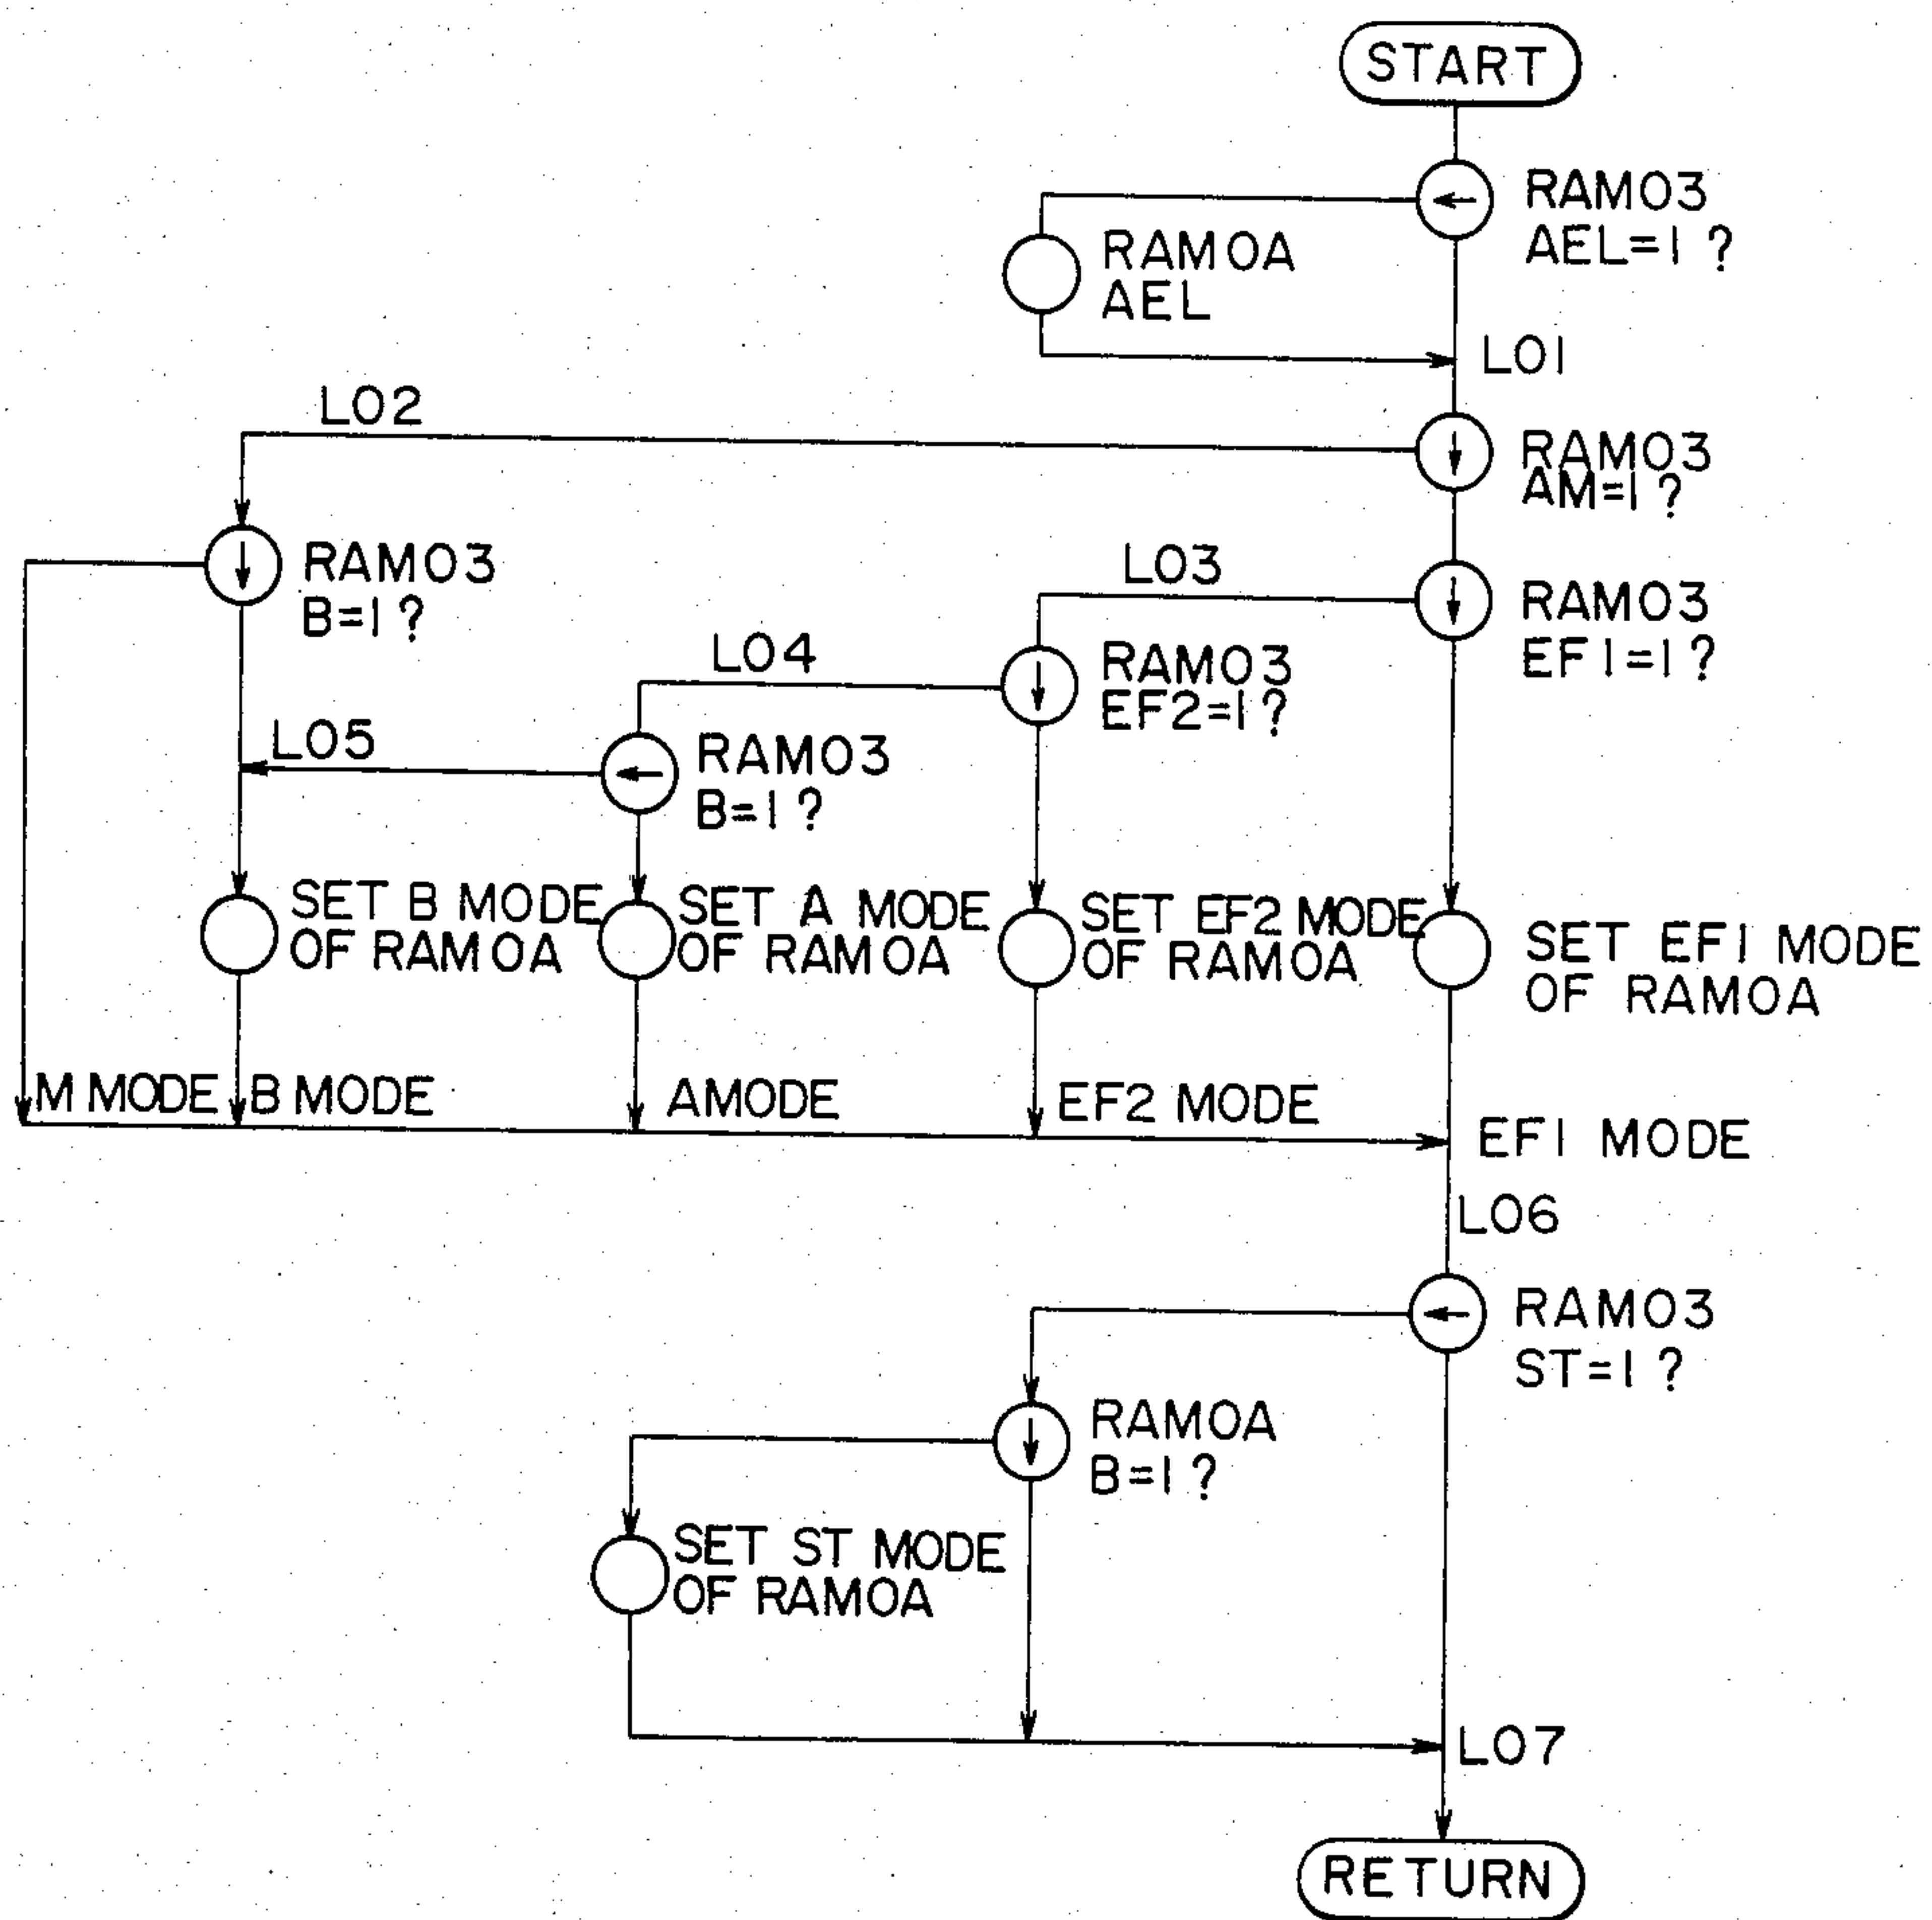 START
RAM03
AEL=1 ?
RAM0A
AEL
L01
L02
RAM03
AM=1 ?
RAM03
B=1 ?
L03
RAM03
EF1=1 ?
L04
RAM03
EF2=1 ?
L05
RAM03
B=1 ?
SET B MODE
OF RAM0A
SET A MODE
OF RAM0A
SET EF2 MODE
OF RAM0A
SET EF1 MODE
OF RAM0A
M MODE
B MODE
AMODE
EF2 MODE
EF1 MODE
L06
RAM03
ST=1 ?
RAM0A
B=1 ?
SET ST MODE
OF RAM0A
L07
RETURN